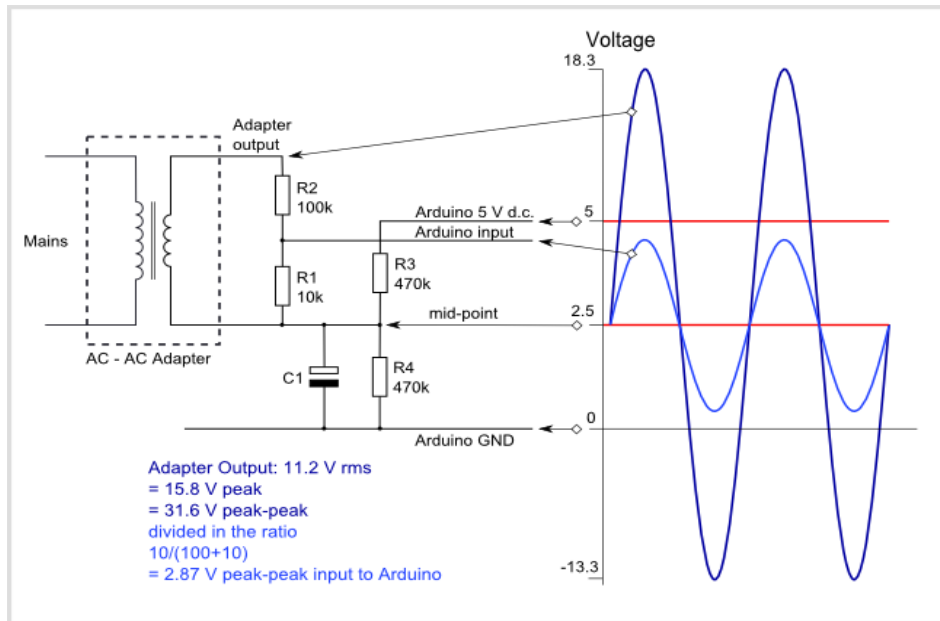 Voltage
18.3
Adapter
output
R2
100k
Arduino 5 V d.c.
5
Arduino input
Mains
R1
10k
R3
470k
mid-point
2.5
AC - AC Adapter
C1
R4
470k
0
Arduino GND
Adapter Output: 11.2 V rms
= 15.8 V peak
= 31.6 V peak-peak
divided in the ratio
10/(100+10)
= 2.87 V peak-peak input to Arduino
-13.3